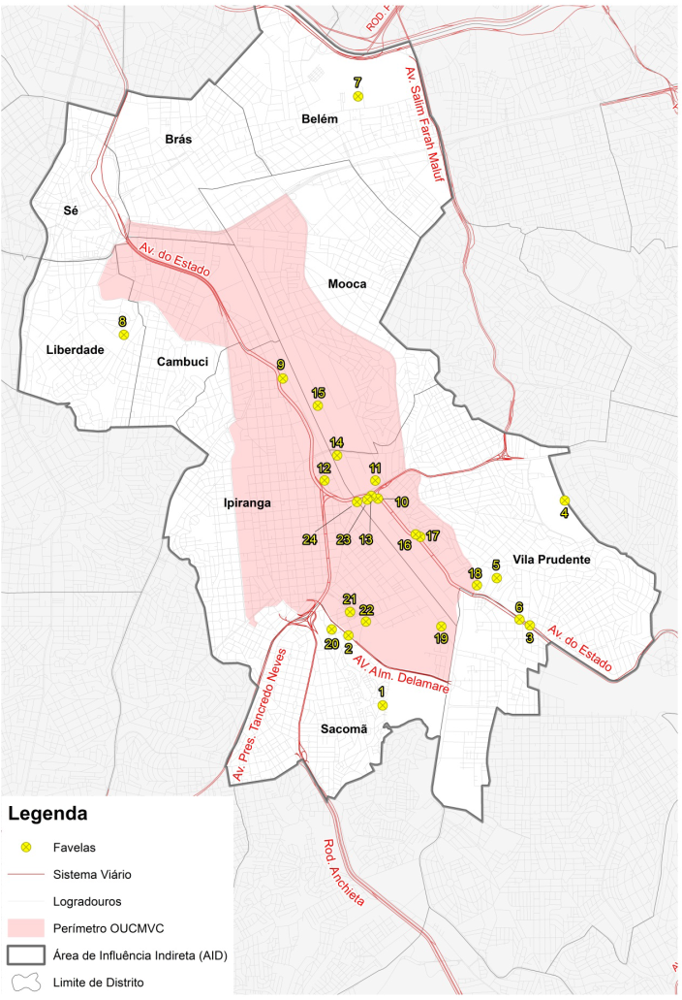 ROD. P
7
Av. Salim Farah Maluf
Belém
Brás
Sé
Av. do Estado
Mooca
8
Liberdade
Cambuci
9
15
14
12
11
Ipiranga
10
4
24
23
13
16
17
Vila Prudente
5
18
21
22
6
19
3
20
2
Av. do Estado
AV. Alm. Delamare
Av. Pres. Tancredo Neves
1
Sacomã
Rod. Anchieta
Legenda
Favelas
Sistema Viário
Logradouros
Perímetro OUCMVC
Área de Influência Indireta (AID)
Limite de Distrito